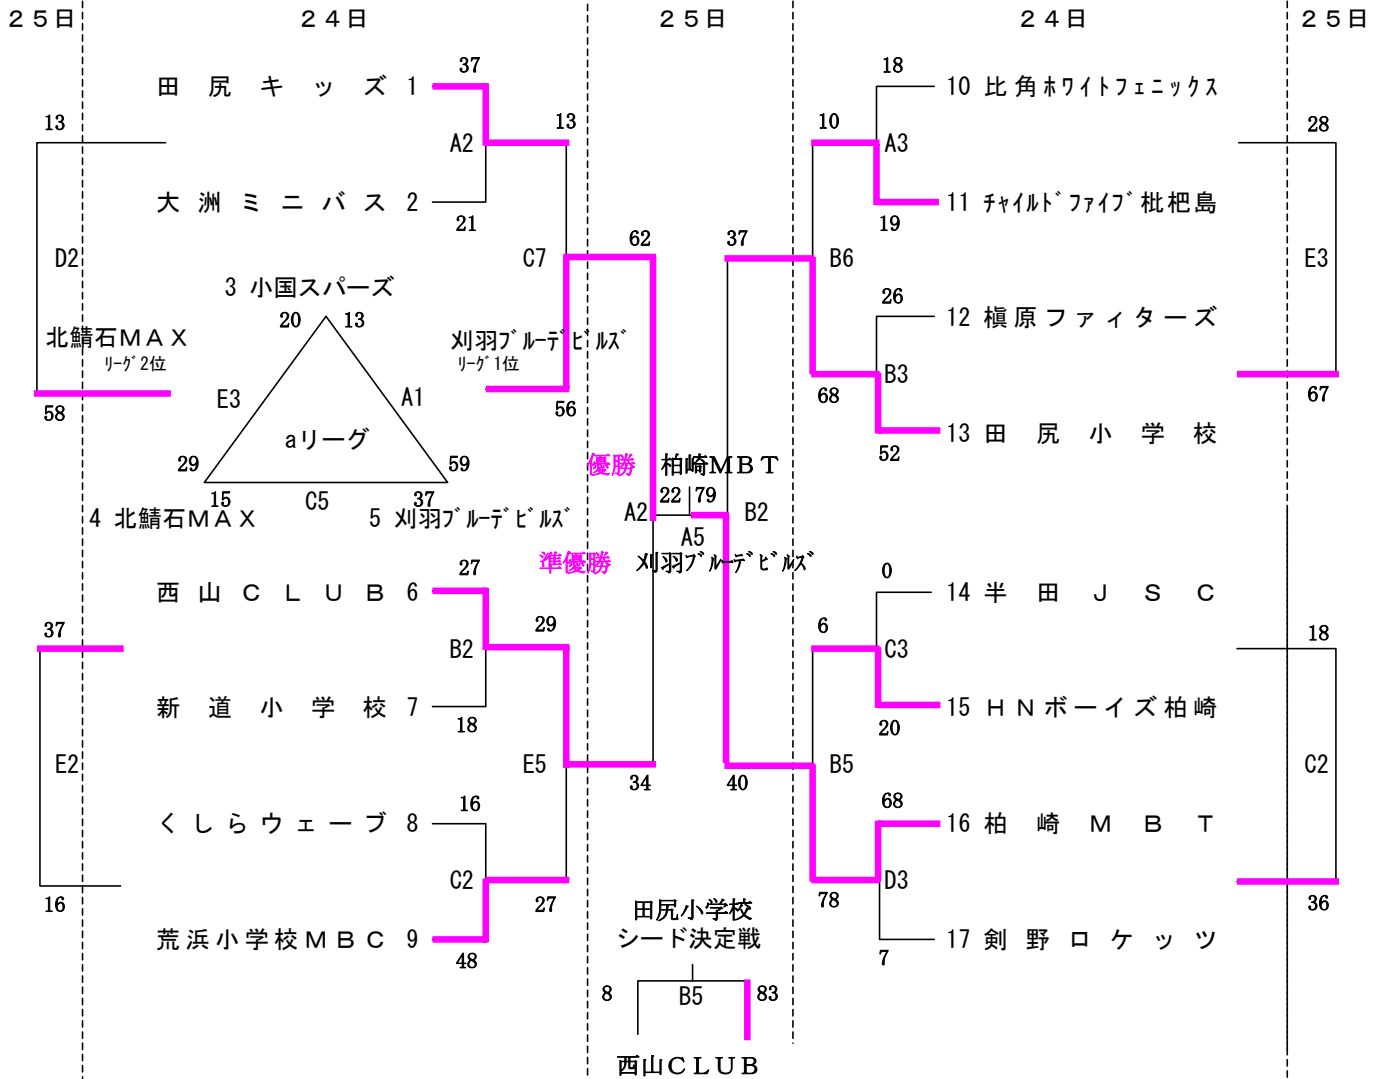 25日 24日 25日 24日 25日
37
田尻キッズ 1
18
10 比角ホワイトフェニックス
13
13
A2
10
A3
28
大洲ミニバス 2
21
11 チャイルドファイブ枇杷島
19
D2
C7
62
37
B6
E3
3 小国スパーズ
20 13
26
12 槇原ファィターズ
北鯖石MAX
リーグ2位
刈羽ブルーデビルズ
リーグ1位
E3
A1
B3
58
56
68
67
aリーグ
13 田尻小学校
52
29
59
優勝 柏崎MBT
15
C5
37
22 79
4 北鯖石MAX
5 刈羽ブルーデビルズ
A2
A5
B2
27
準優勝 刈羽ブルーデビルズ
0
西山CLUB 6
14 半田JSC
37
29
6
18
B2
C3
新道小学校 7
18
15 HNボーイズ柏崎
20
E2
E5
34
40
B5
C2
16
68
くしらウェーブ 8
16 柏崎MBT
16
C2
27
78
D3
36
荒浜小学校MBC 9
48
田尻小学校
シード決定戦
17 剣野ロケッツ
7
8
B5
83
西山CLUB